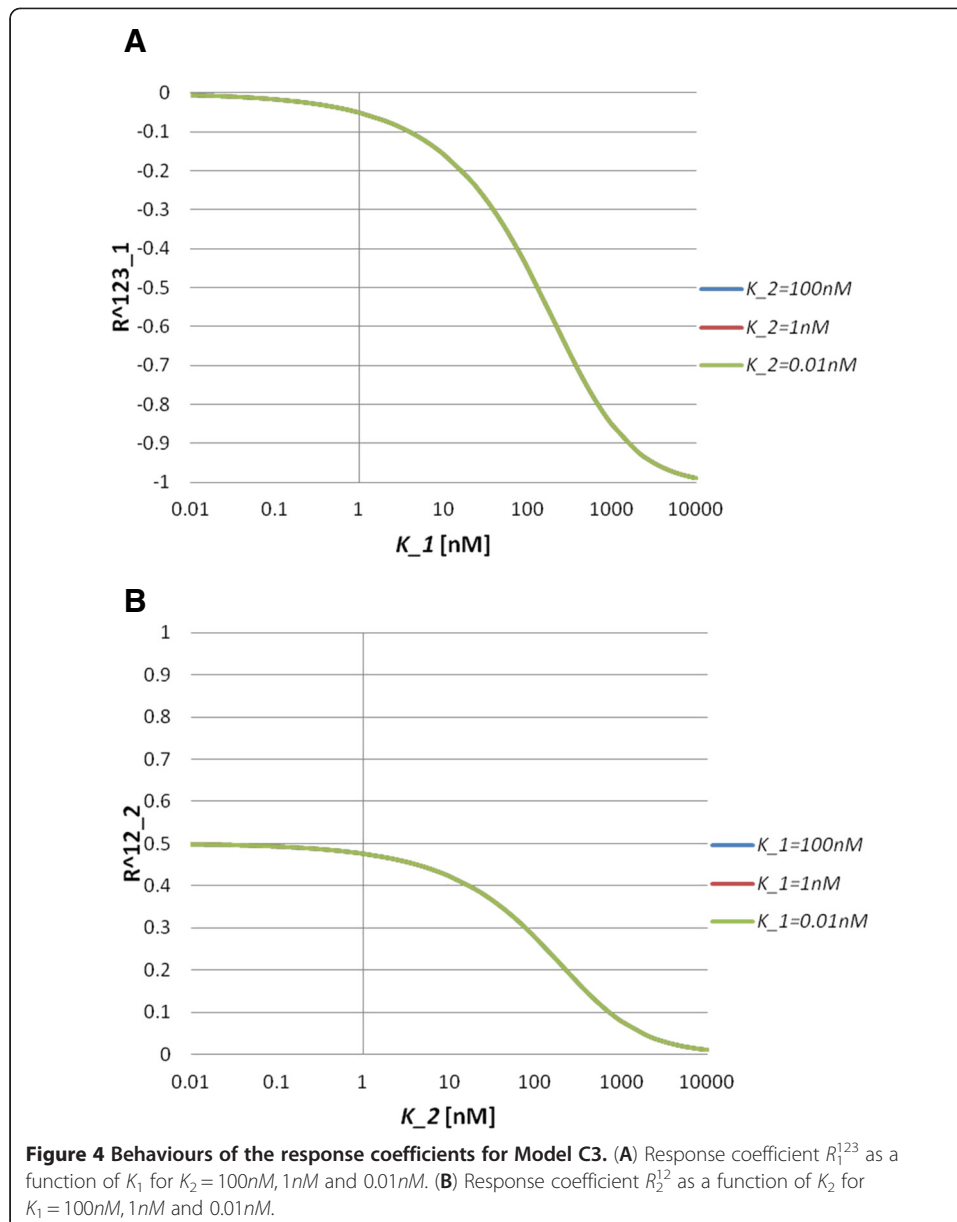 A
0
-0.1
-0.2
-0.3
-0.4
-0.5
-0.6
-0.7
-0.8
-0.9
-1
R^123_1
0.01 0.1 1 10 100 1000 10000
K_1 [nM]
K_2=100nM
K_2=1nM
K_2=0.01nM
B
1
0.9
0.8
0.7
0.6
0.5
0.4
0.3
0.2
0.1
0
R^12_2
0.01 0.1 1 10 100 1000 10000
K_2 [nM]
K_1=100nM
K_1=1nM
K_1=0.01nM
Figure 4 Behaviours of the response coefficients for Model C3. (A) Response coefficient R₁¹²³ as a
function of K₁ for K₂ = 100nM, 1nM and 0.01nM. (B) Response coefficient R₂¹² as a function of K₂ for
K₁ = 100nM, 1nM and 0.01nM.